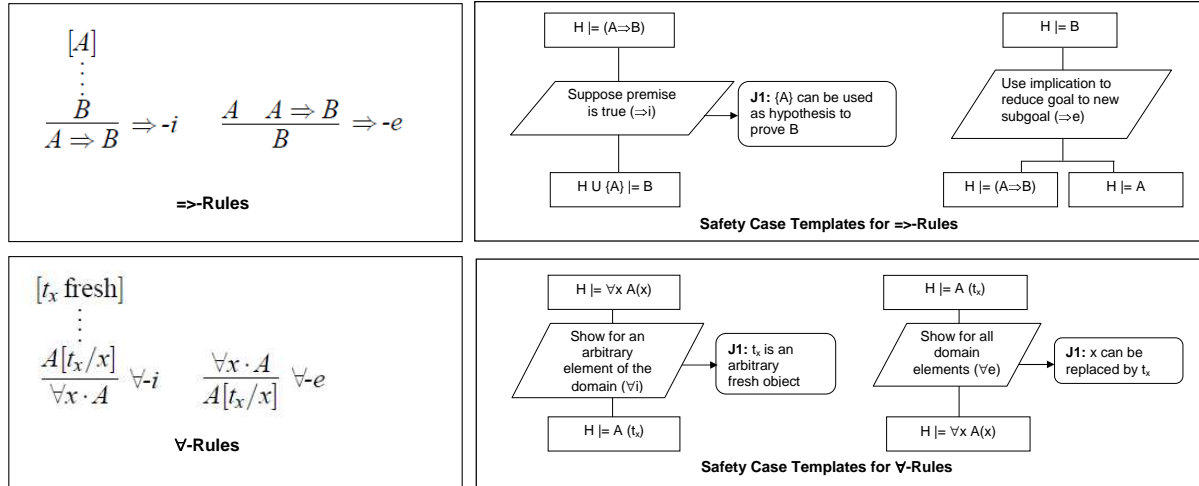 [A]
B
A ⇒ B
⇒-i
A A ⇒ B
B
⇒-e
=>-Rules
H |= (A⇒B)
Suppose premise
is true (⇒i)
J1: {A} can be used
as hypothesis to
prove B
H U {A} |= B
H |= B
Use implication to
reduce goal to new
subgoal (⇒e)
H |= (A⇒B)
H |= A
Safety Case Templates for =>-Rules
[tₓ fresh]
A[tₓ/x]
∀x · A
∀-i
∀x · A
A[tₓ/x]
∀-e
∀-Rules
H |= ∀x A(x)
Show for an
arbitrary
element of the
domain (∀i)
J1: tₓ is an
arbitrary
fresh object
H |= A (tₓ)
H |= A (tₓ)
Show for all
domain
elements (∀e)
J1: x can be
replaced by tₓ
H |= ∀x A(x)
Safety Case Templates for ∀-Rules